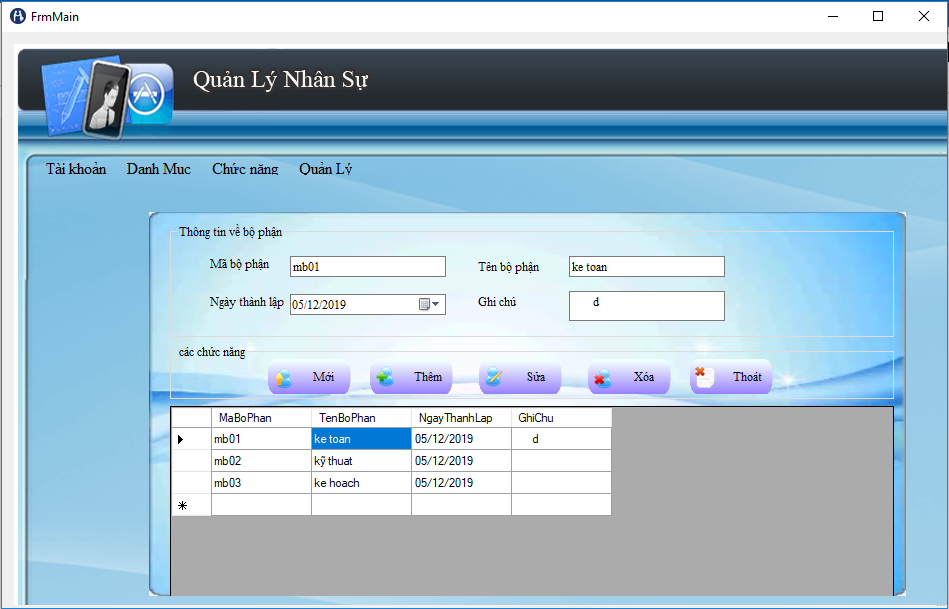 FrmMain
Quản Lý Nhân Sự
Tài khoản Danh Muc Chức năng Quản Lý
Thông tin về bộ phận
Mã bộ phận mb01 Tên bộ phận ke toan
Ngày thành lập 05/12/2019 Ghi chú d
các chức năng
Mới Thêm Sửa Xóa Thoát
MaBoPhan TenBoPhan NgayThanhLap GhiChu
mb01 ke toan 05/12/2019 d
mb02 kỹ thuat 05/12/2019
mb03 ke hoach 05/12/2019